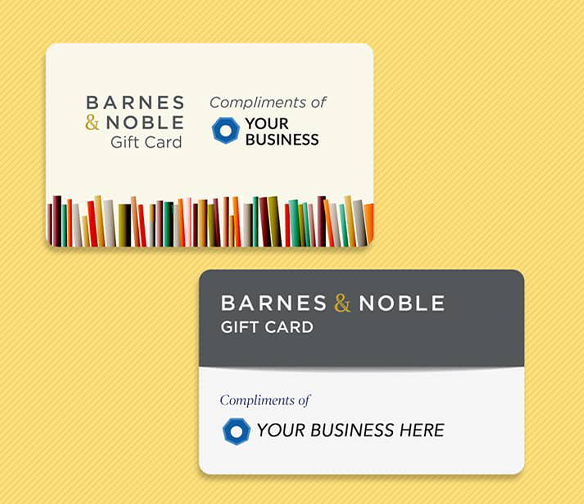 BARNES
& NOBLE
Gift Card
Compliments of
YOUR
BUSINESS
BARNES & NOBLE
GIFT CARD
Compliments of
YOUR BUSINESS HERE